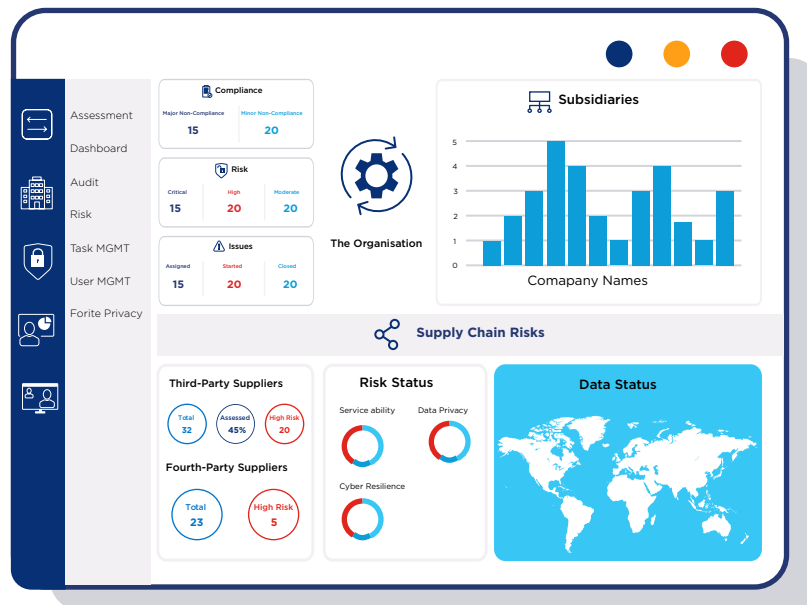 Assessment
Dashboard
Audit
Risk
Task MGMT
User MGMT
Forite Privacy
Compliance
Major Non-Compliance
Minor Non-Compliance
15
20
Risk
Critical
High
Moderate
15
20
20
Issues
Assigned
Started
Closed
15
20
20
The Organisation
Subsidiaries
5
4
3
2
1
0
Comapany Names
Supply Chain Risks
Third-Party Suppliers
Total
32
Assessed
45%
High Risk
20
Fourth-Party Suppliers
Total
23
High Risk
5
Risk Status
Service ability
Data Privacy
Cyber Resilience
Data Status